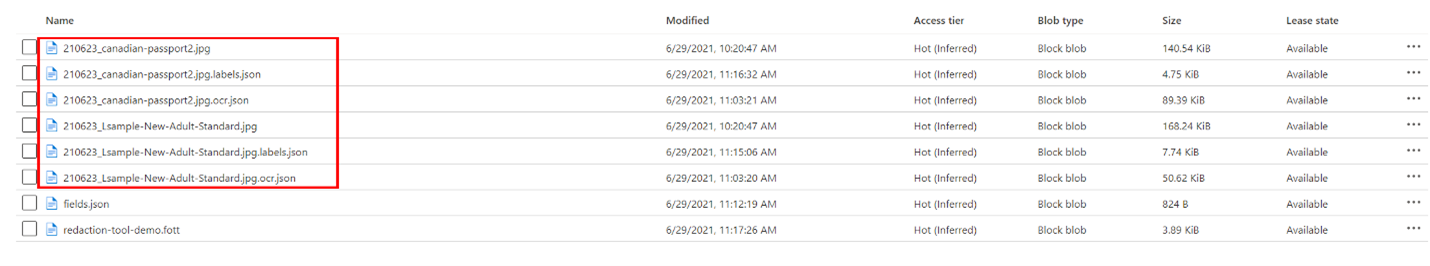 Name Modified Access tier Blob type Size Lease state
210623_canadian-passport2.jpg 6/29/2021, 10:20:47 AM Hot (Inferred) Block blob 140.54 KiB Available
210623_canadian-passport2.jpg.labels.json 6/29/2021, 11:16:32 AM Hot (Inferred) Block blob 4.75 KiB Available
210623_canadian-passport2.jpg.ocr.json 6/29/2021, 11:03:21 AM Hot (Inferred) Block blob 89.39 KiB Available
210623_Lsample-New-Adult-Standard.jpg 6/29/2021, 10:20:47 AM Hot (Inferred) Block blob 168.24 KiB Available
210623_Lsample-New-Adult-Standard.jpg.labels.json 6/29/2021, 11:15:06 AM Hot (Inferred) Block blob 7.74 KiB Available
210623_Lsample-New-Adult-Standard.jpg.ocr.json 6/29/2021, 11:03:20 AM Hot (Inferred) Block blob 50.62 KiB Available
fields.json 6/29/2021, 11:12:19 AM Hot (Inferred) Block blob 824 B Available
redaction-tool-demo.fott 6/29/2021, 11:17:26 AM Hot (Inferred) Block blob 3.89 KiB Available